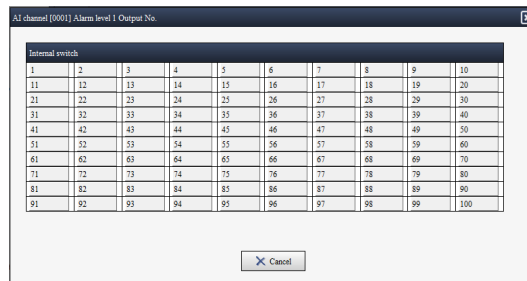 AI channel [0001] Alarm level 1 Output No.
Internal switch
1 2 3 4 5 6 7 8 9 10
11 12 13 14 15 16 17 18 19 20
21 22 23 24 25 26 27 28 29 30
31 32 33 34 35 36 37 38 39 40
41 42 43 44 45 46 47 48 49 50
51 52 53 54 55 56 57 58 59 60
61 62 63 64 65 66 67 68 69 70
71 72 73 74 75 76 77 78 79 80
81 82 83 84 85 86 87 88 89 90
91 92 93 94 95 96 97 98 99 100
Cancel